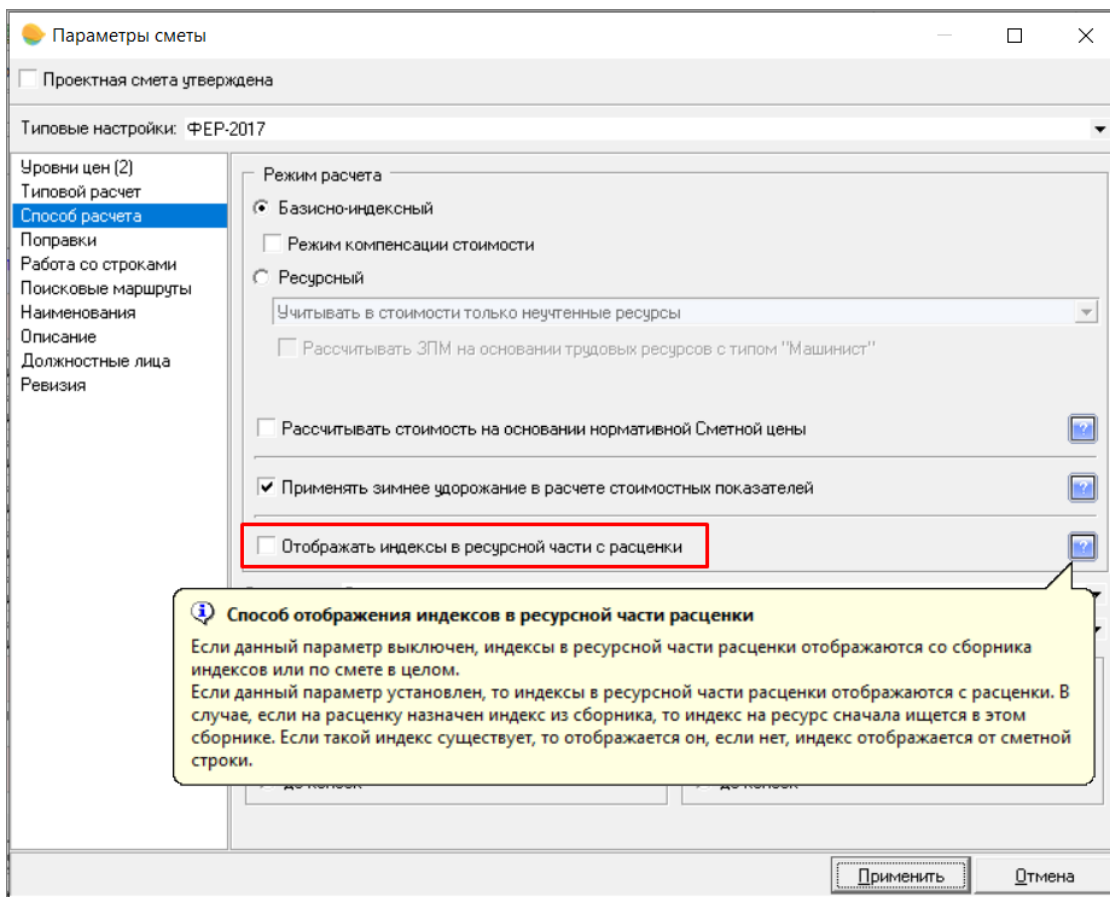 Параметры сметы
Проектная смета утверждена
Типовые настройки: ФЕР-2017
Уровни цен (2)
Типовой расчет
Способ расчета
Поправки
Работа со строками
Поисковые маршруты
Наименования
Описание
Должностные лица
Ревизия
Режим расчета
Базисно-индексный
Режим компенсации стоимости
Ресурсный
Учитывать в стоимости только неучтенные ресурсы
Рассчитывать ЗПМ на основании трудовых ресурсов с типом "Машинист"
Рассчитывать стоимость на основании нормативной Сметной цены
Применять зимнее удорожание в расчете стоимостных показателей
Отображать индексы в ресурсной части с расценки
Способ отображения индексов в ресурсной части расценки
Если данный параметр выключен, индексы в ресурсной части расценки отображаются со сборника
индексов или по смете в целом.
Если данный параметр установлен, то индексы в ресурсной части расценки отображаются с расценки. В
случае, если на расценку назначен индекс из сборника, то индекс на ресурс сначала ищется в этом
сборнике. Если такой индекс существует, то отображается он, если нет, индекс отображается от сметной
строки.
Применить
Отмена